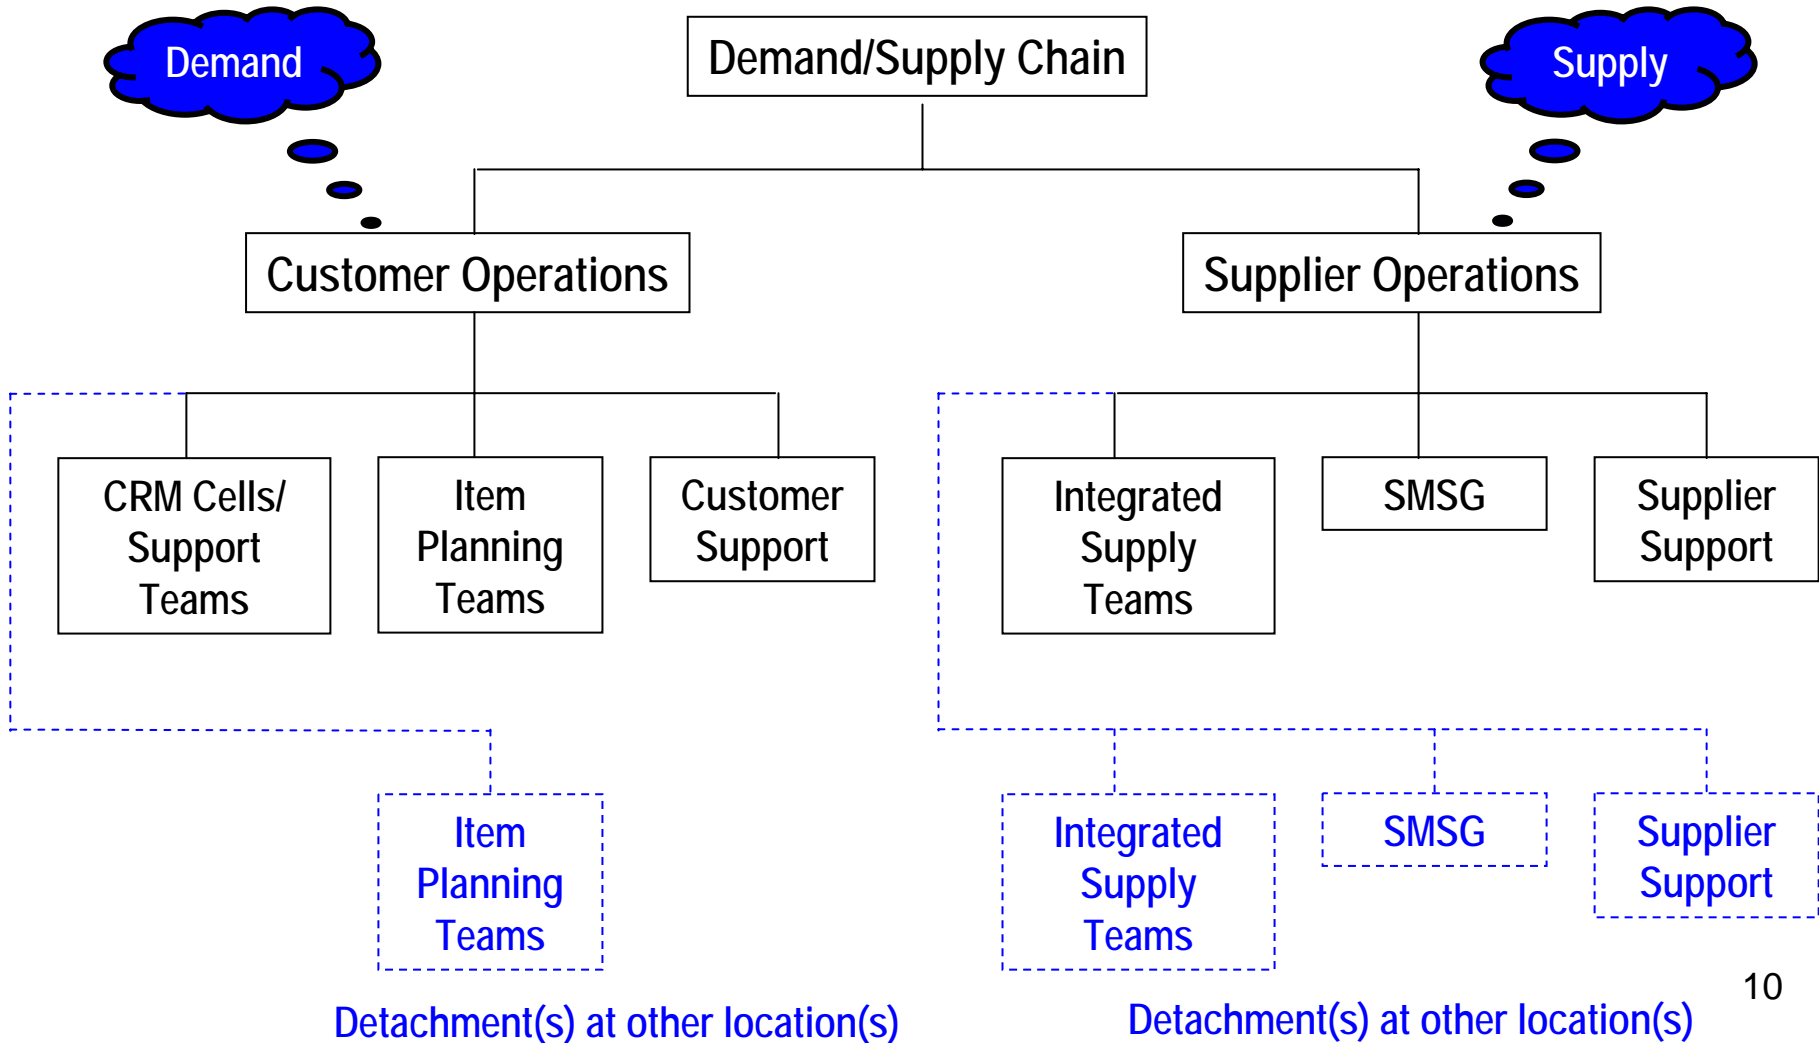 Demand
Demand/Supply Chain
Supply
Customer Operations
Supplier Operations
CRM Cells/
Support
Teams
Item
Planning
Teams
Customer
Support
Integrated
Supply
Teams
SMSG
Supplier
Support
Item
Planning
Teams
Integrated
Supply
Teams
SMSG
Supplier
Support
Detachment(s) at other location(s)
Detachment(s) at other location(s)
10